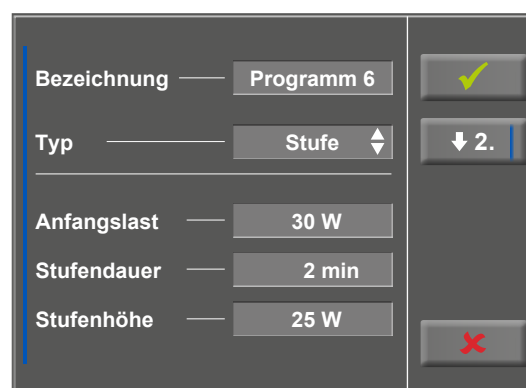 Bezeichnung Programm 6
Typ Stufe
2.
Anfangslast 30 W
Stufendauer 2 min
Stufenhöhe 25 W